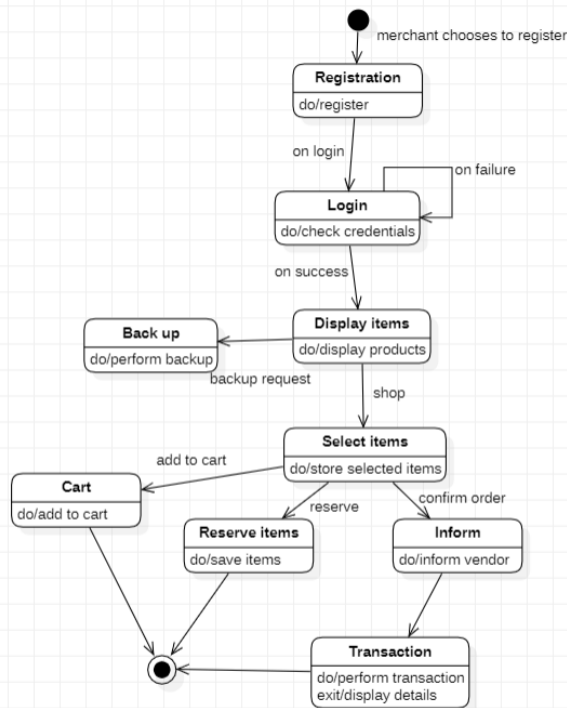 merchant chooses to register
Registration
do/register
on login
on failure
Login
do/check credentials
on success
Display items
do/display products
Back up
do/perform backup
backup request
shop
Select items
do/store selected items
add to cart
Cart
do/add to cart
reserve
confirm order
Reserve items
do/save items
Inform
do/inform vendor
Transaction
do/perform transaction
exit/display details